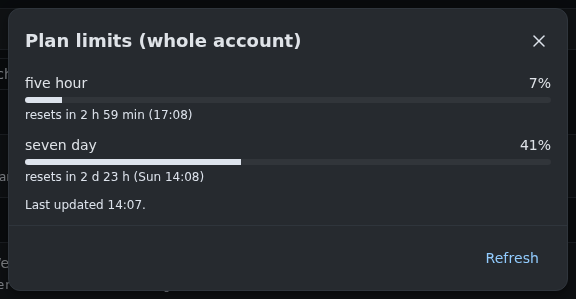 Plan limits (whole account)
five hour 7%
resets in 2 h 59 min (17:08)
seven day 41%
resets in 2 d 23 h (Sun 14:08)
Last updated 14:07.
Refresh